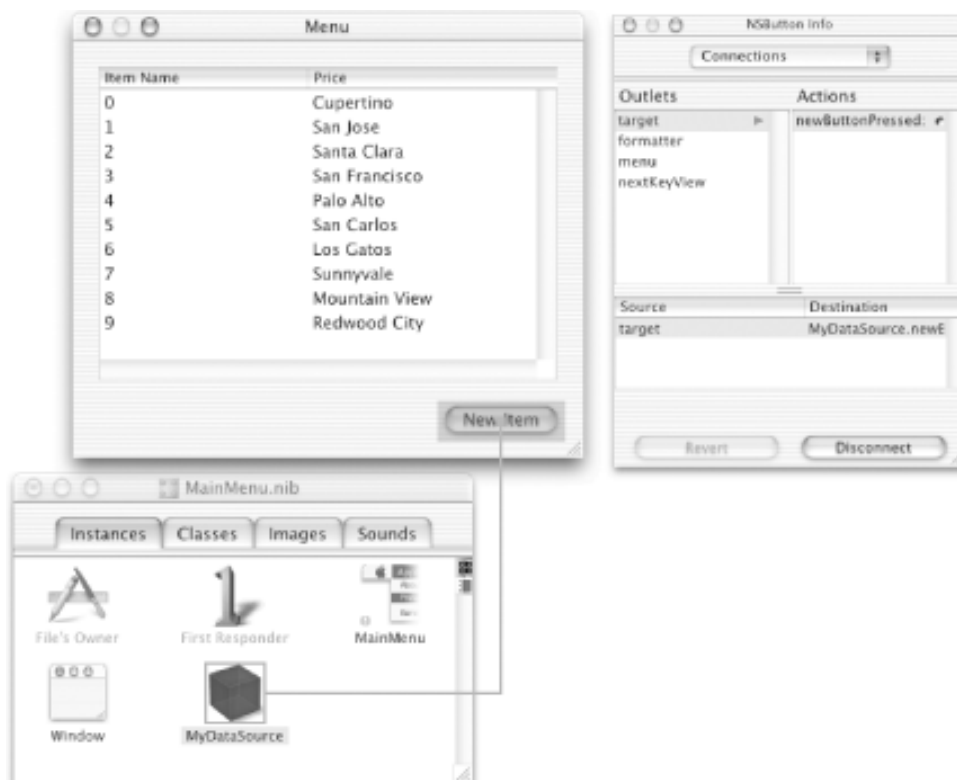 Menu
Item Name Price
0 Cupertino
1 San Jose
2 Santa Clara
3 San Francisco
4 Palo Alto
5 San Carlos
6 Los Gatos
7 Sunnyvale
8 Mountain View
9 Redwood City
New Item
NSButton Info
Connections
Outlets Actions
target newButtonPressed:
formatter
menu
nextKeyView
Source Destination
target MyDataSource.newE
Revert Disconnect
MainMenu.nib
Instances Classes Images Sounds
File's Owner First Responder MainMenu
Window MyDataSource